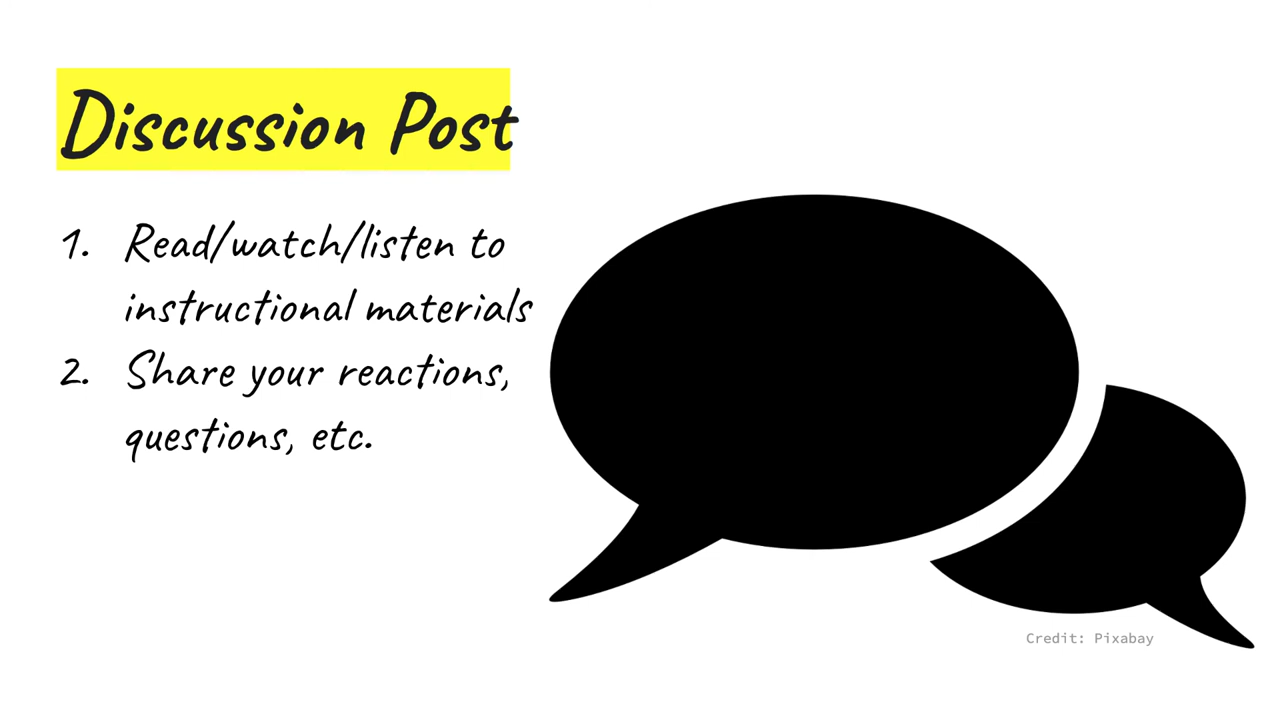 Discussion Post
1. Read/watch/listen to
instructional materials
2. Share your reactions,
questions, etc.
Credit: Pixabay